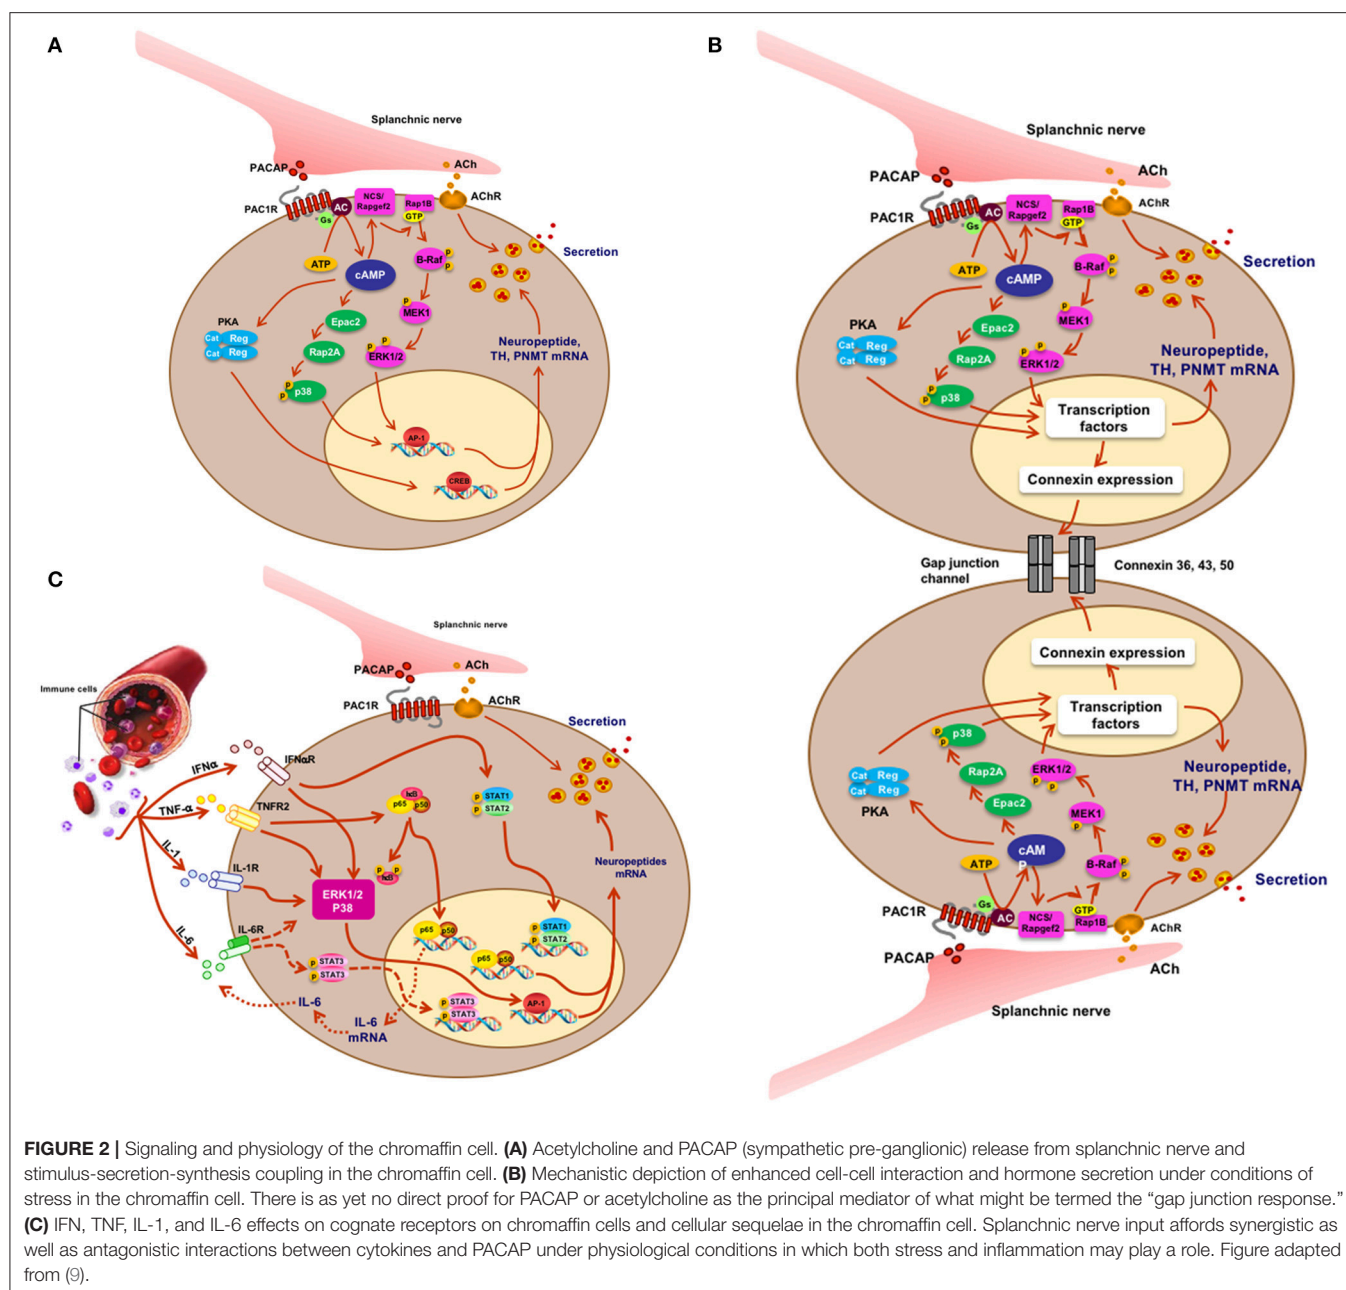 A
Splanchnic nerve
PACAP
ACh
PAC1R
AC
NCS/
Rapgef2
Rap1B
GTP
AChR
Gs
Secretion
ATP
cAMP
B-Raf
P
P
PKA
Cat
Reg
Cat
Reg
Epac2
P
MEK1
Rap2A
P
P
ERK1/2
Neuropeptide,
TH, PNMT mRNA
P
P
p38
AP-1
CREB
B
Splanchnic nerve
PACAP
ACh
PAC1R
AC
NCS/
Rapgef2
Rap1B
GTP
AChR
Gs
Secretion
ATP
cAMP
B-Raf
P
P
PKA
Cat
Reg
Cat
Reg
Epac2
P
MEK1
Rap2A
P
P
ERK1/2
Neuropeptide,
TH, PNMT mRNA
P
P
p38
Transcription
factors
Connexin expression
Gap junction
channel
Connexin 36, 43, 50
Connexin expression
Transcription
factors
P
P
p38
Rap2A
ERK1/2
P
P
Neuropeptide,
TH, PNMT mRNA
Cat
Reg
Cat
Reg
PKA
Epac2
MEK1
P
cAM
P
ATP
B-Raf
P
P
Secretion
PAC1R
Gs
AC
NCS/
Rapgef2
GTP
Rap1B
AChR
PACAP
ACh
Splanchnic nerve
C
Splanchnic nerve
PACAP
ACh
PAC1R
AChR
Immune cells
Secretion
IFNα
IFNαR
TNF-α
TNFR2
IL-1
IL-1R
IL-6
IL-6R
IκB
p65
p50
P
STAT1
P
STAT2
P
P
IκB
ERK1/2
P38
Neuropeptides
mRNA
P
STAT3
P
STAT3
p65
p50
P
STAT1
P
STAT2
p65
p50
P
STAT3
P
STAT3
AP-1
IL-6
IL-6
mRNA
FIGURE 2 | Signaling and physiology of the chromaffin cell. (A) Acetylcholine and PACAP (sympathetic pre-ganglionic) release from splanchnic nerve and
stimulus-secretion-synthesis coupling in the chromaffin cell. (B) Mechanistic depiction of enhanced cell-cell interaction and hormone secretion under conditions of
stress in the chromaffin cell. There is as yet no direct proof for PACAP or acetylcholine as the principal mediator of what might be termed the “gap junction response.”
(C) IFN, TNF, IL-1, and IL-6 effects on cognate receptors on chromaffin cells and cellular sequelae in the chromaffin cell. Splanchnic nerve input affords synergistic as
well as antagonistic interactions between cytokines and PACAP under physiological conditions in which both stress and inflammation may play a role. Figure adapted
from (9).